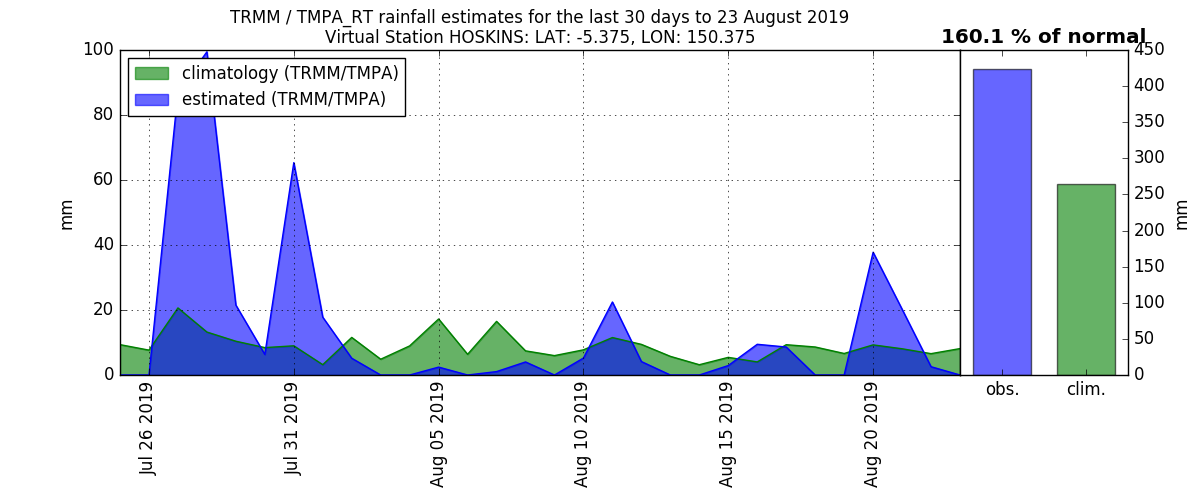 TRMM / TMPA_RT rainfall estimates for the last 30 days to 23 August 2019
Virtual Station HOSKINS: LAT: -5.375, LON: 150.375
160.1 % of normal
climatology (TRMM/TMPA)
estimated (TRMM/TMPA)
100
80
60
40
20
0
mm
Jul 26 2019
Jul 31 2019
Aug 05 2019
Aug 10 2019
Aug 15 2019
Aug 20 2019
450
400
350
300
250
200
150
100
50
0
mm
obs.
clim.